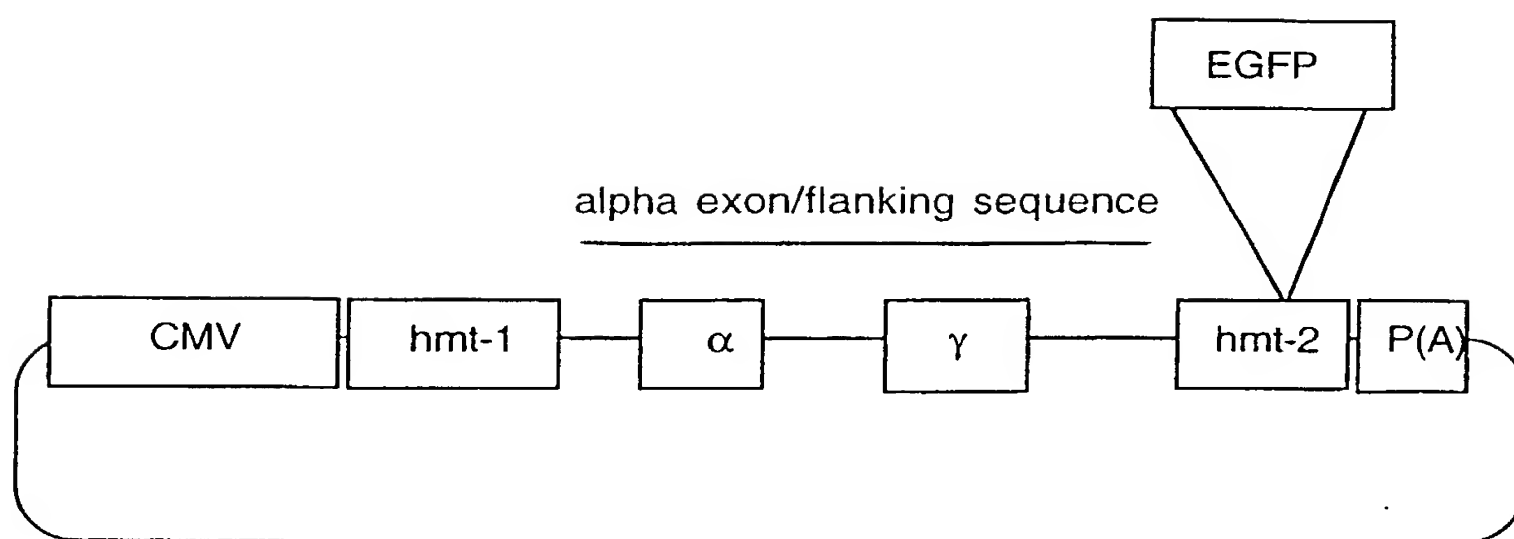 EGFP
alpha exon/flanking sequence
CMV hmt-1 α γ hmt-2 P(A)